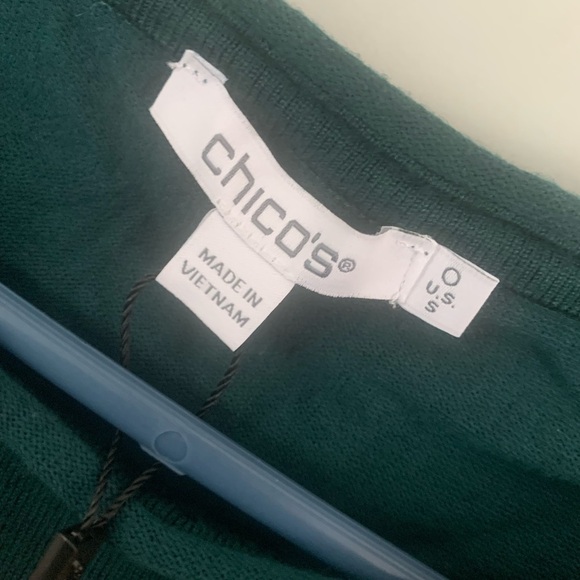 chico's®
MADE IN
VIETNAM
0
U.S.
S